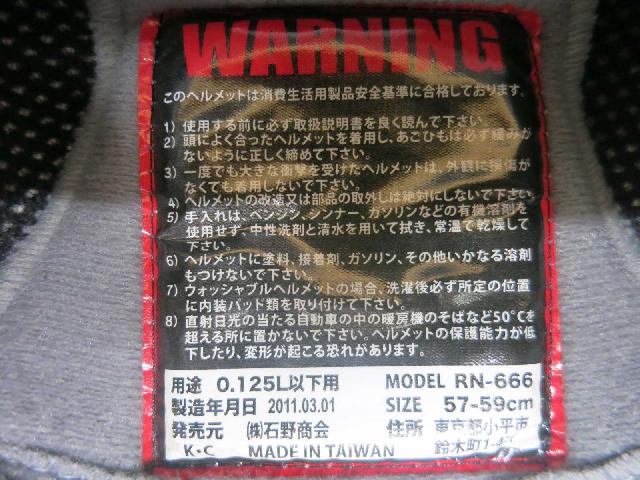 WARNING
このヘルメットは消費生活用製品安全基準に合格しております。
1) 使用する前に必ず取扱説明書を良く読んで下さい。
2) 頭によく合ったヘルメットを着用し、あごひもは必ず緩みが
ないように正しく締めて下さい。
3) 一度でも大きな衝撃を受けたヘルメットは、外観に損傷が
なくても着用しないで下さい。
4) ヘルメットの改造又は部品の取外しは絶対にしないで下さい。
5) 手入れは、ベンジン、シンナー、ガソリンなどの有機溶剤を
使用せず、中性洗剤と清水を用いて拭き、常温で乾燥して
下さい。
6) ヘルメットに塗料、接着剤、ガソリン、その他いかなる溶剤
もつけないで下さい。
7) ウォッシャブルヘルメットの場合、洗濯後必ず所定の位置
に内装パッド類を取り付けて下さい。
8) 直射日光の当たる自動車の中の暖房機のそばなど50℃を
超える所に置かないで下さい。ヘルメットの保護能力が低
下したり、変形が起こる恐れがあります。
用途 0.125L以下用 MODEL RN-666
製造年月日 2011.03.01 SIZE 57-59cm
発売元 ㈱石野商会 住所 東京都小平市
K・C MADE IN TAIWAN 鈴木町1-